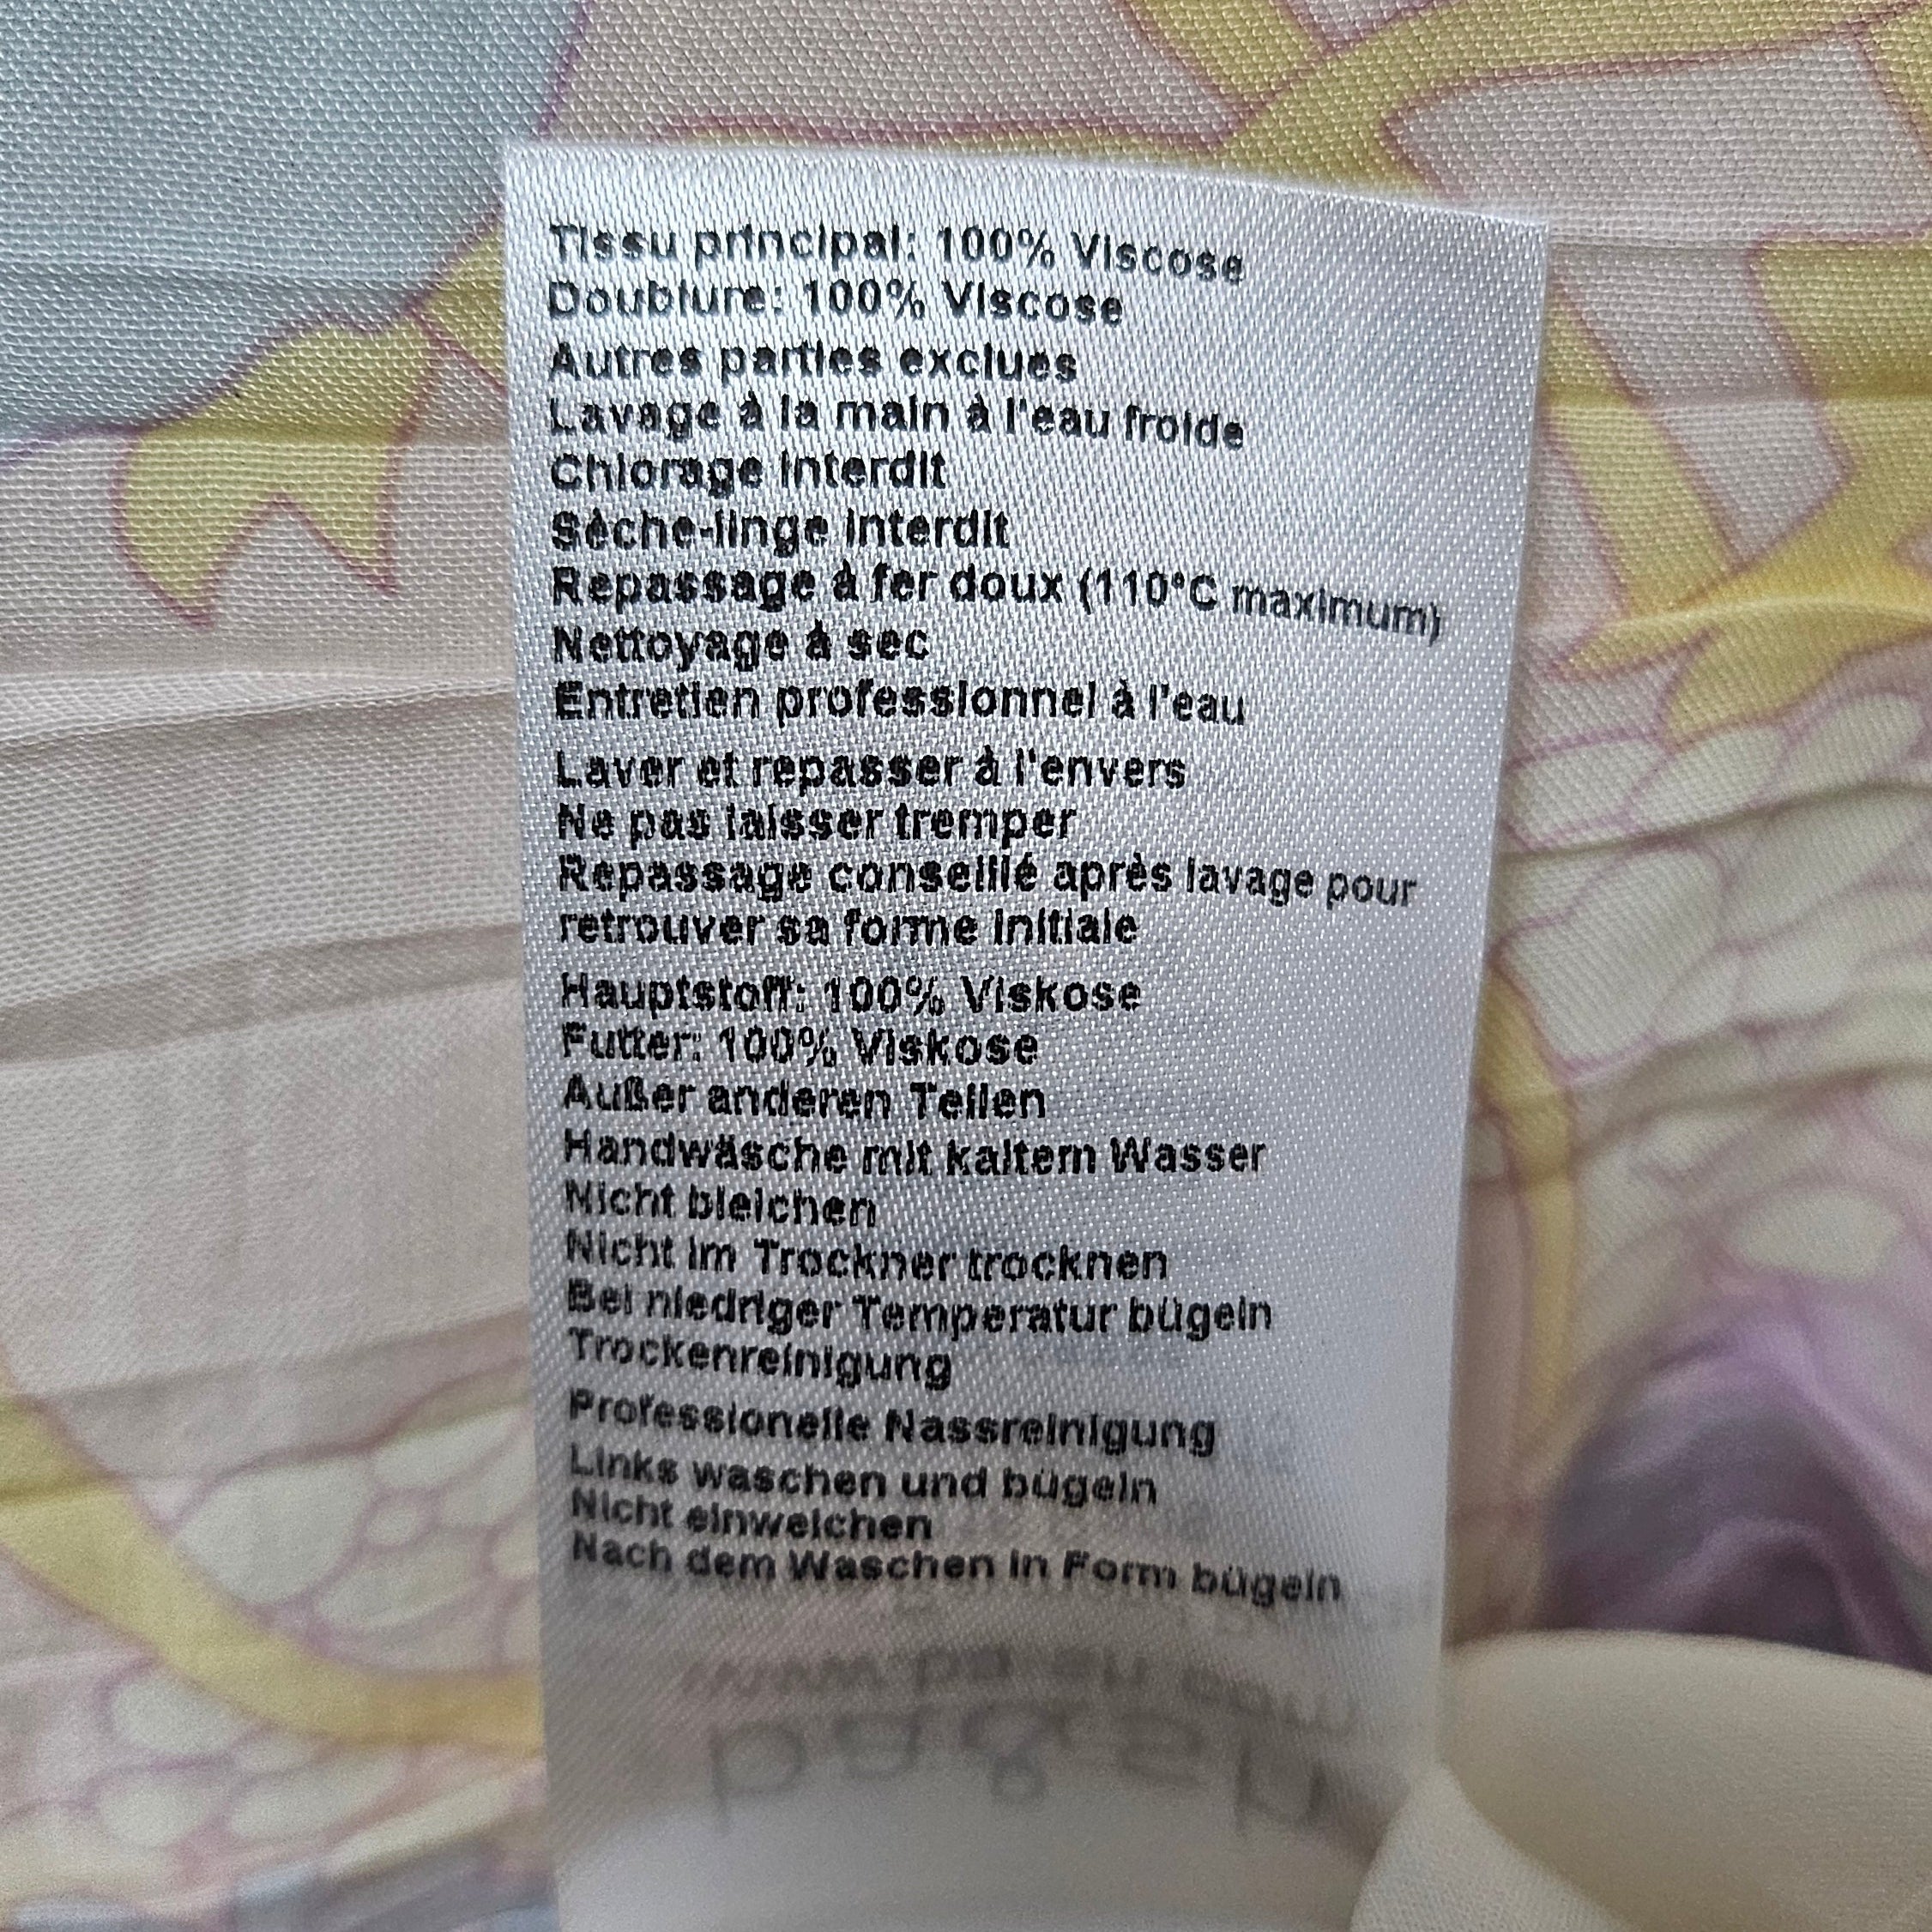 Tissu principal: 100% Viscose
Doublure: 100% Viscose
Autres parties exclues
Lavage à la main à l'eau froide
Chlorage interdit
Sèche-linge interdit
Repassage à fer doux (110°C maximum)
Nettoyage à sec
Entretien professionnel à l'eau
Laver et repasser à l'envers
Ne pas laisser tremper
Repassage conseillé après lavage pour
retrouver sa forme initiale
Hauptstoff: 100% Viskose
Futter: 100% Viskose
Außer anderen Teilen
Handwäsche mit kaltem Wasser
Nicht bleichen
Nicht im Trockner trocknen
Bei niedriger Temperatur bügeln
Trockenreinigung
Professionelle Nassreinigung
Links waschen und bügeln
Nicht einweichen
Nach dem Waschen in Form bügeln